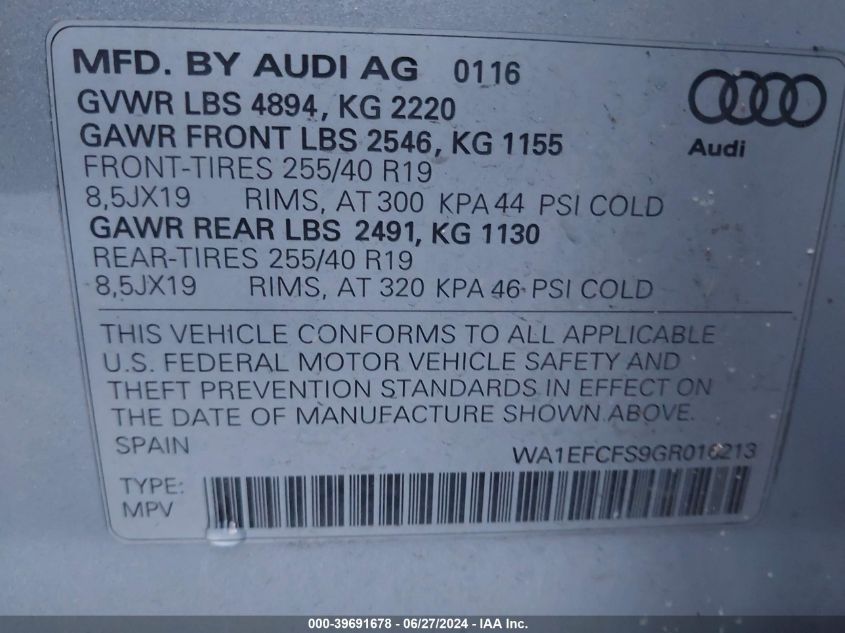 MFD. BY AUDI AG 0116
GVWR LBS 4894, KG 2220
GAWR FRONT LBS 2546, KG 1155
FRONT-TIRES 255/40 R19
8,5JX19 RIMS, AT 300 KPA 44 PSI COLD
GAWR REAR LBS 2491, KG 1130
REAR-TIRES 255/40 R19
8,5JX19 RIMS, AT 320 KPA 46 PSI COLD
Audi
THIS VEHICLE CONFORMS TO ALL APPLICABLE
U.S. FEDERAL MOTOR VEHICLE SAFETY AND
THEFT PREVENTION STANDARDS IN EFFECT ON
THE DATE OF MANUFACTURE SHOWN ABOVE.
SPAIN WA1EFCFS9GR016213
TYPE:
MPV
000-39691678 - 06/27/2024 - IAA Inc.